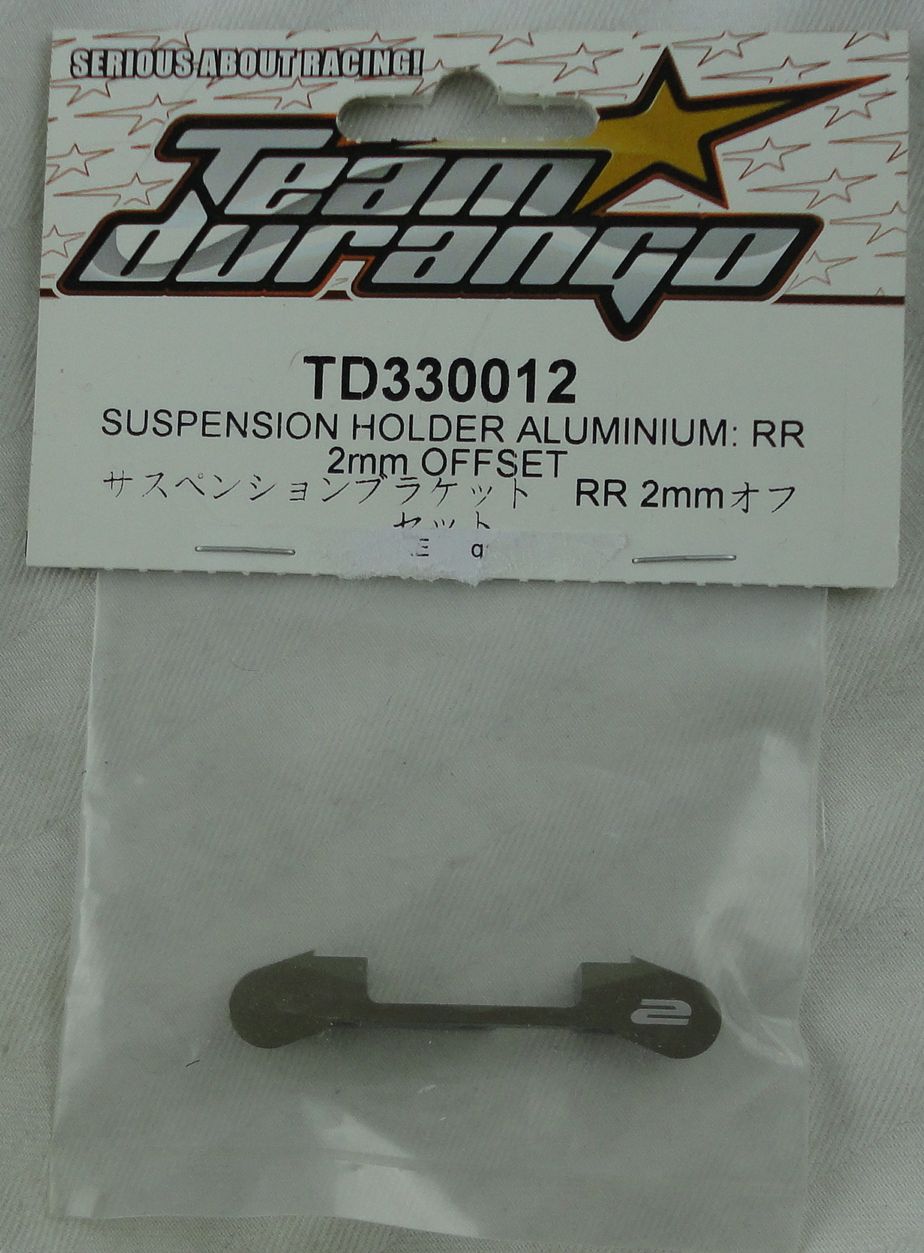 SERIOUS ABOUT RACING!
Team
durango
TD330012
SUSPENSION HOLDER ALUMINIUM: RR
2mm OFFSET
サスペンションブラケット RR 2mmオフ
セット
2